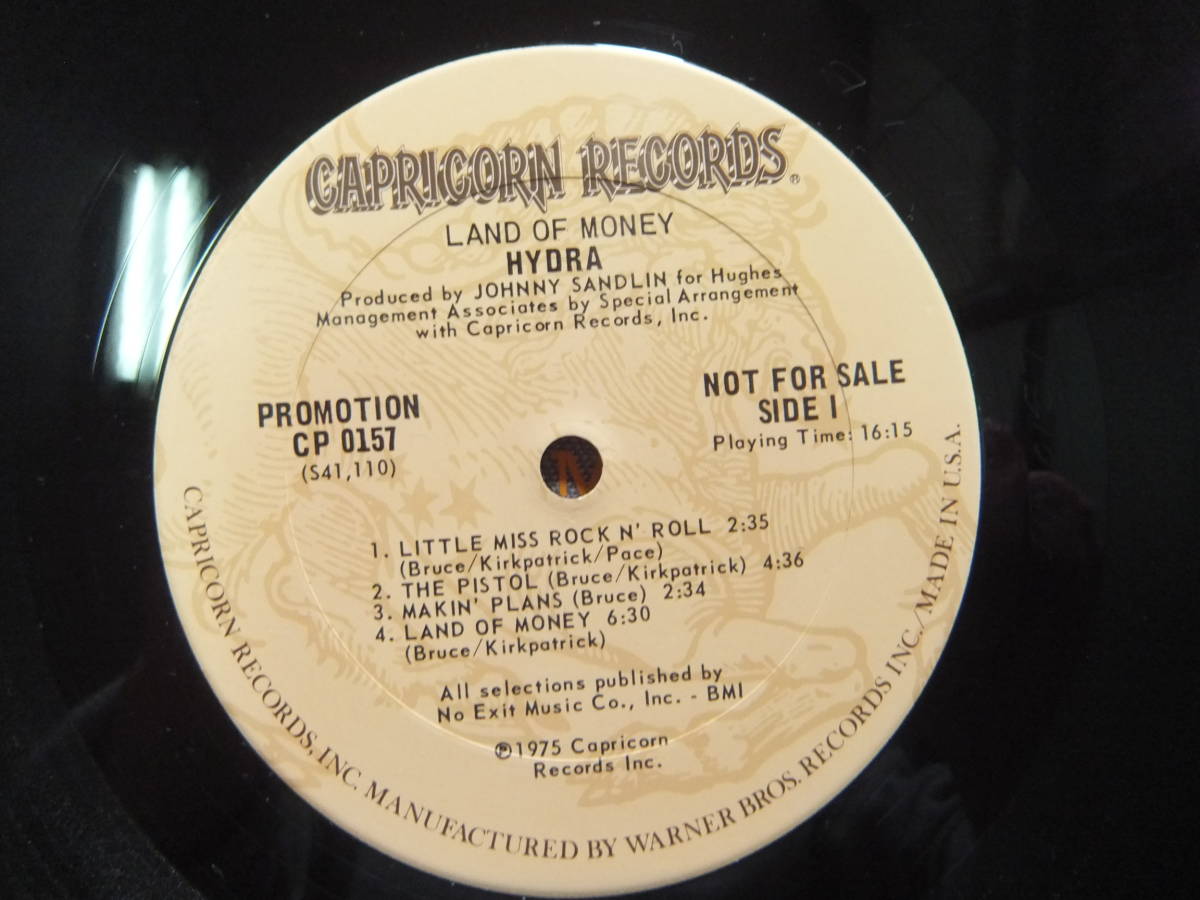 CAPRICORN RECORDS®
LAND OF MONEY
HYDRA
Produced by JOHNNY SANDLIN for Hughes
Management Associates by Special Arrangement
with Capricorn Records, Inc.
PROMOTION
CP 0157
(S41,110)
NOT FOR SALE
SIDE I
Playing Time: 16:15
1. LITTLE MISS ROCK N' ROLL 2:35
(Bruce/Kirkpatrick/Pace)
2. THE PISTOL (Bruce/Kirkpatrick) 4:36
3. MAKIN' PLANS (Bruce) 2:34
4. LAND OF MONEY 6:30
(Bruce/Kirkpatrick)
All selections published by
No Exit Music Co., Inc. - BMI
℗1975 Capricorn
Records Inc.
CAPRICORN RECORDS, INC. MANUFACTURED BY WARNER BROS. RECORDS INC./MADE IN U.S.A.